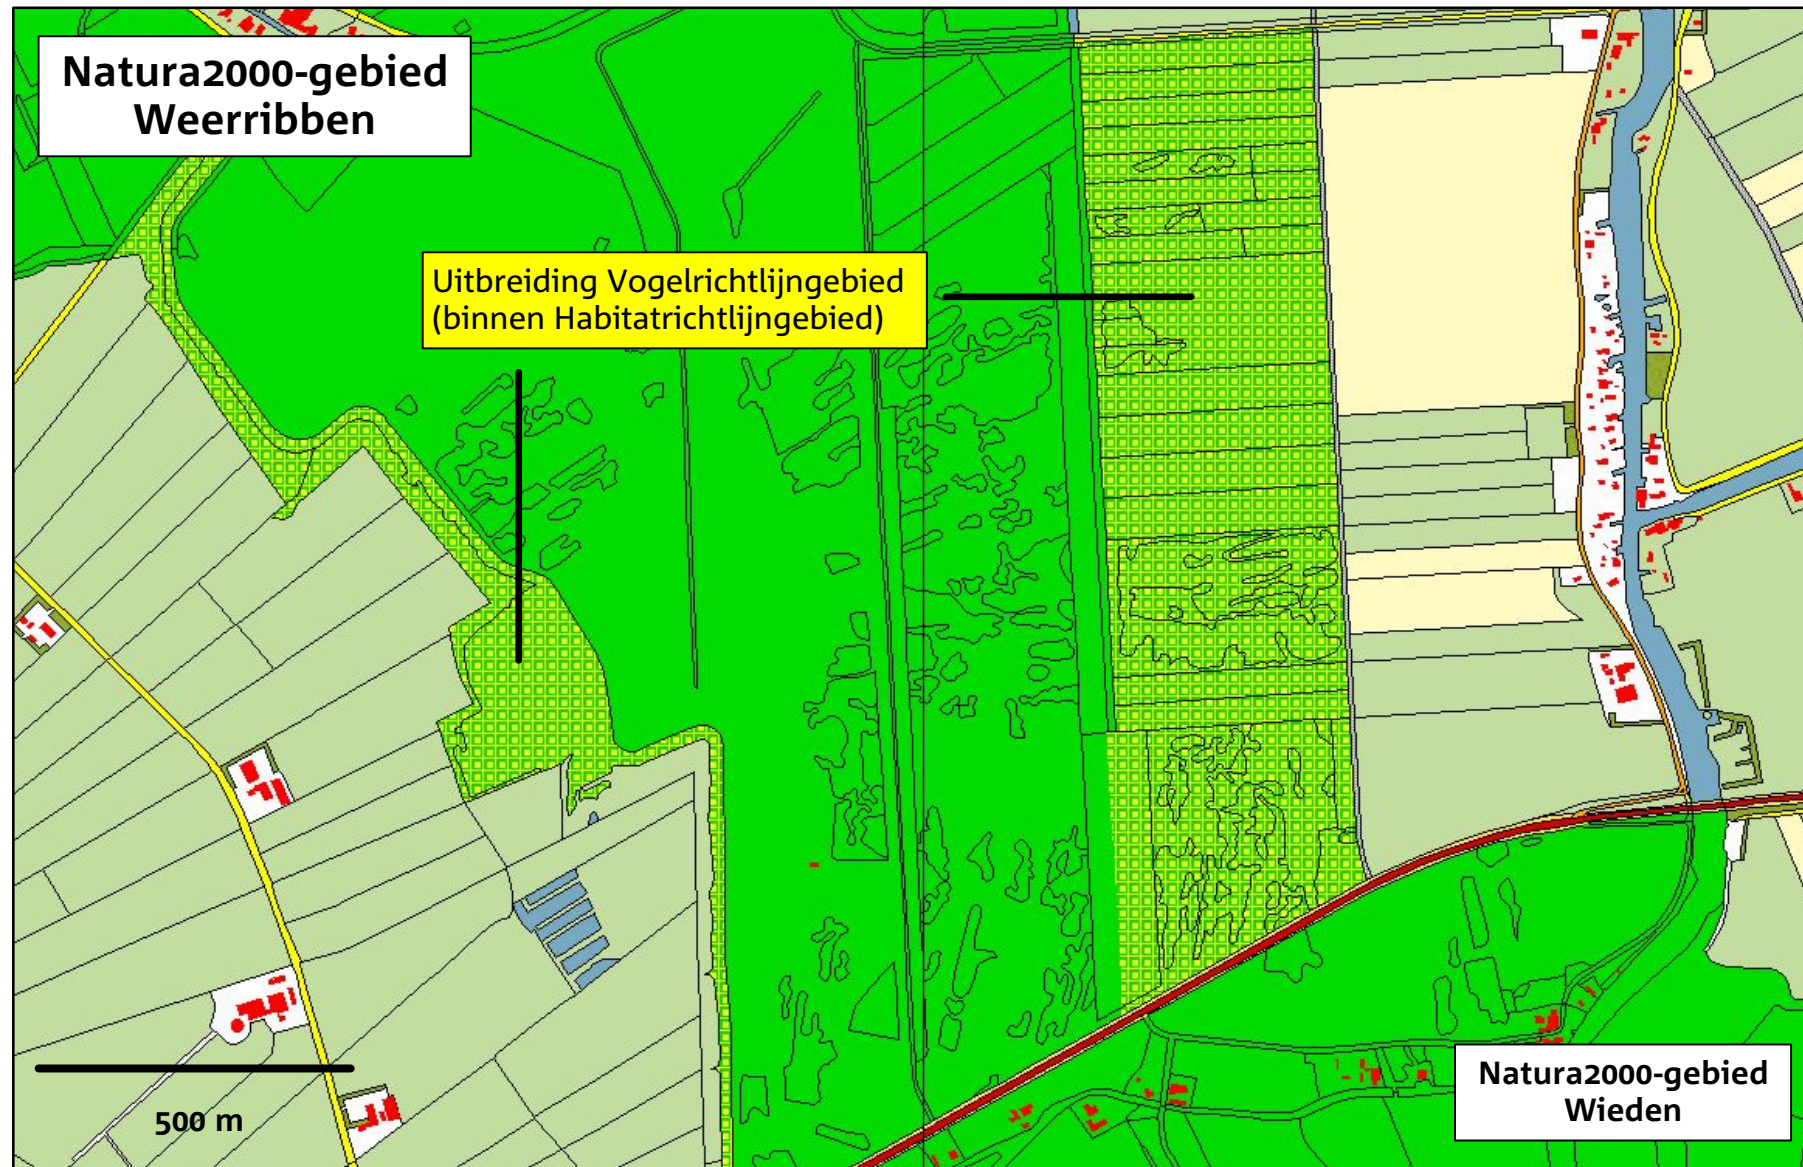 Natura2000-gebied
Weerribben
Uitbreiding Vogelrichtlijngebied
(binnen Habitatrichtlijngebied)
500 m
Natura2000-gebied
Wieden